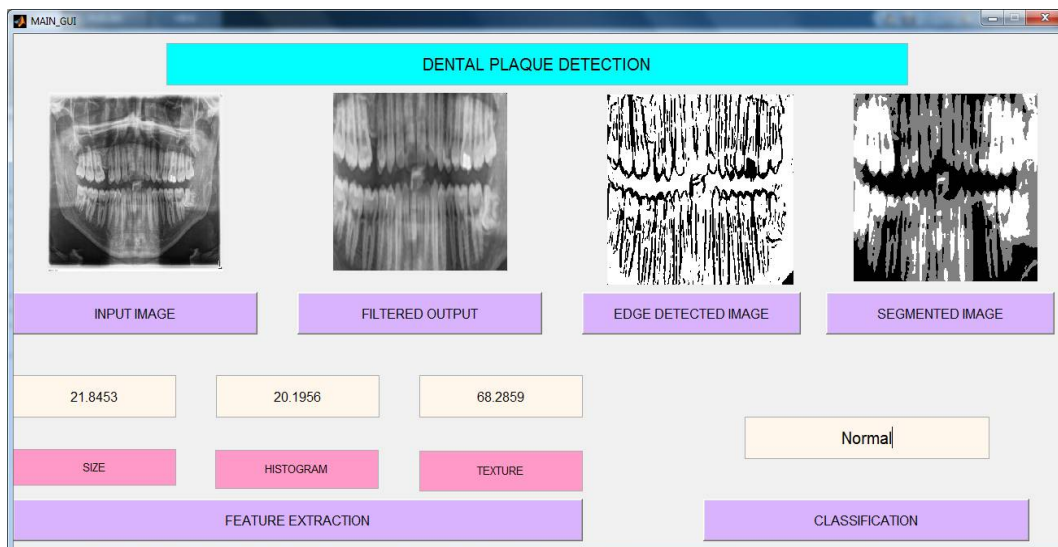 MAIN_GUI
DENTAL PLAQUE DETECTION
INPUT IMAGE
FILTERED OUTPUT
EDGE DETECTED IMAGE
SEGMENTED IMAGE
21.8453
20.1956
68.2859
Normal
SIZE
HISTOGRAM
TEXTURE
FEATURE EXTRACTION
CLASSIFICATION